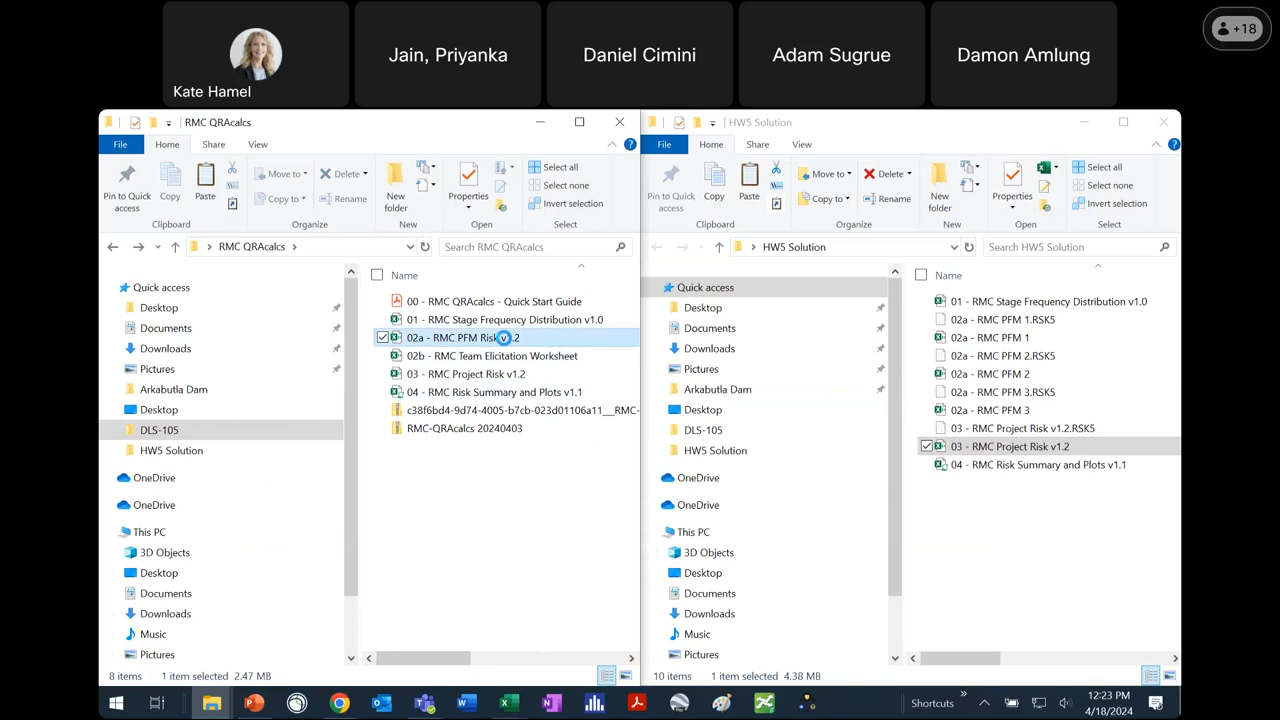 Kate Hamel
Jain, Priyanka
Daniel Cimini
Adam Sugrue
Damon Amlung
+18
RMC QRAcalcs
File
Home
Share
View
Pin to Quick
access
Copy
Paste
Clipboard
Move to
Copy to
Delete
Rename
Organize
New
folder
New
Properties
Open
Select all
Select none
Invert selection
Select
RMC QRAcalcs
Search RMC QRAcalcs
Quick access
Desktop
Documents
Downloads
Pictures
Arkabutla Dam
Desktop
DLS-105
HW5 Solution
OneDrive
OneDrive
This PC
3D Objects
Desktop
Documents
Downloads
Music
Pictures
Name
00 - RMC QRAcalcs - Quick Start Guide
01 - RMC Stage Frequency Distribution v1.0
02a - RMC PFM Risk v1.2
02b - RMC Team Elicitation Worksheet
03 - RMC Project Risk v1.2
04 - RMC Risk Summary and Plots v1.1
c38f6bd4-9d74-4005-b7cb-023d01106a11__RMC-
RMC-QRAcalcs 20240403
8 items
1 item selected 2.47 MB
HW5 Solution
File
Home
Share
View
Pin to Quick
access
Copy
Paste
Clipboard
Move to
Copy to
Delete
Rename
Organize
New
folder
New
Properties
Open
Select all
Select none
Invert selection
Select
HW5 Solution
Search HW5 Solution
Quick access
Desktop
Documents
Downloads
Pictures
Arkabutla Dam
Desktop
DLS-105
HW5 Solution
OneDrive
OneDrive
This PC
3D Objects
Desktop
Documents
Downloads
Music
Pictures
Name
01 - RMC Stage Frequency Distribution v1.0
02a - RMC PFM 1.RSK5
02a - RMC PFM 1
02a - RMC PFM 2.RSK5
02a - RMC PFM 2
02a - RMC PFM 3.RSK5
02a - RMC PFM 3
03 - RMC Project Risk v1.2.RSK5
03 - RMC Project Risk v1.2
04 - RMC Risk Summary and Plots v1.1
10 items
1 item selected 4.38 MB
Shortcuts
12:23 PM
4/18/2024